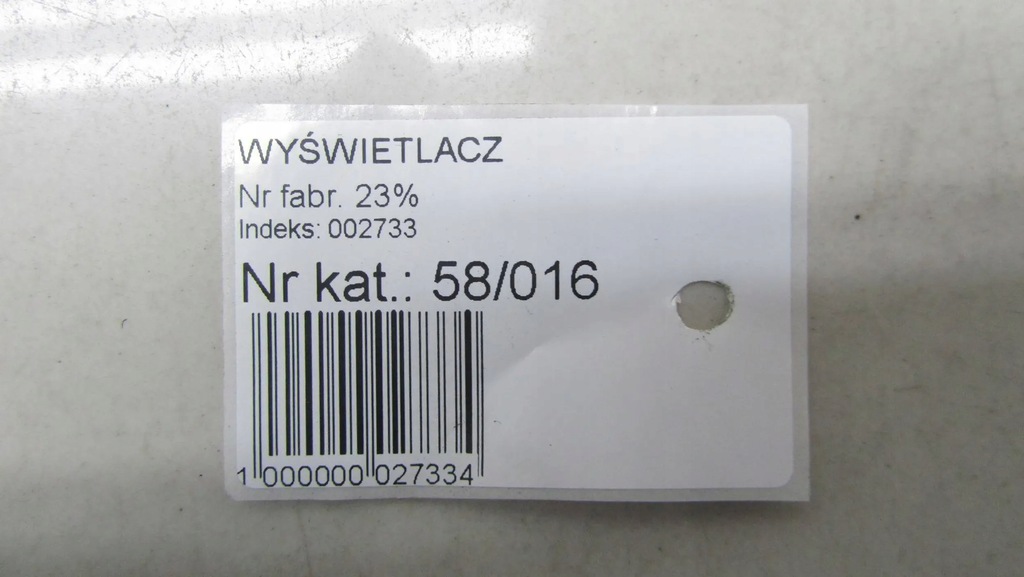 WYŚWIETLACZ
Nr fabr. 23%
Indeks: 002733
Nr kat.: 58/016
1 000000 027334